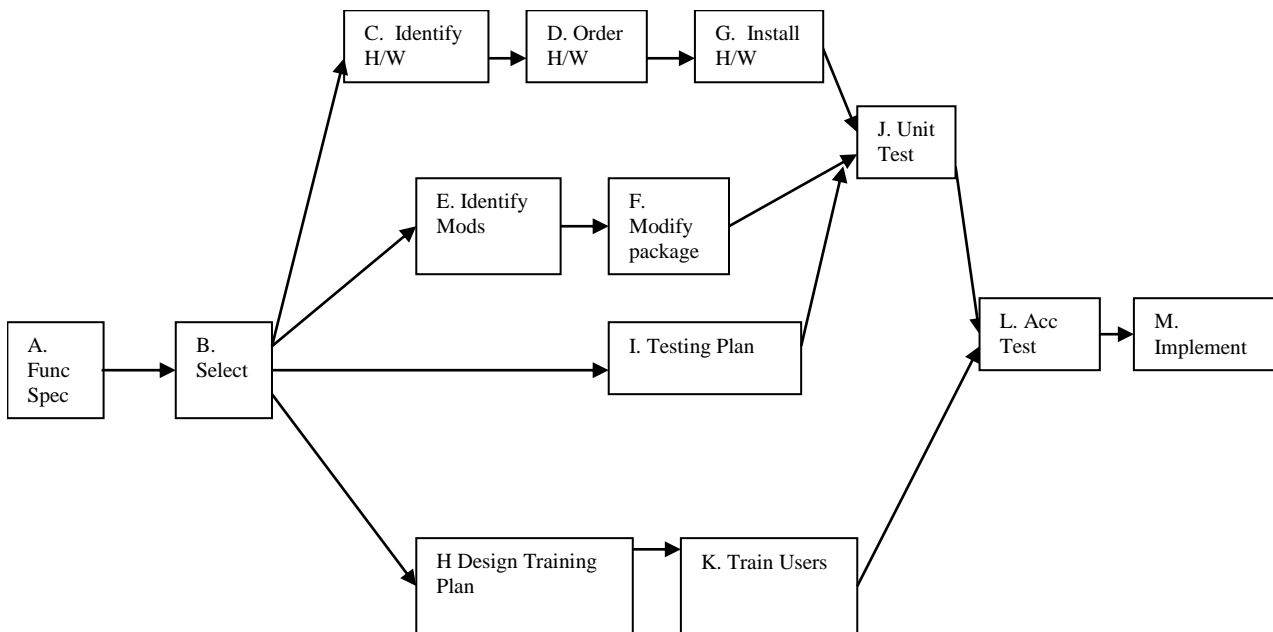 C. Identify
H/W
D. Order
H/W
G. Install
H/W
J. Unit
Test
E. Identify
Mods
F.
Modify
package
A.
Func
Spec
B.
Select
I. Testing Plan
L. Acc
Test
M.
Implement
H Design Training
Plan
K. Train Users